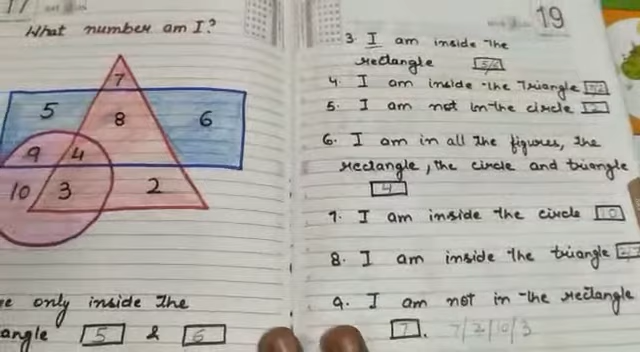 What number am I?
7
5
8
6
9
4
10
3
2
e only inside the
angle 5 & 6
19
3. I am inside the
rectangle 5/6
4. I am inside the triangle
5. I am not in the circle
6. I am in all the figures, the
rectangle, the circle and triangle
4
7. I am inside the circle 10
8. I am inside the triangle
9. I am not in the rectangle
7. 7/2/10/3